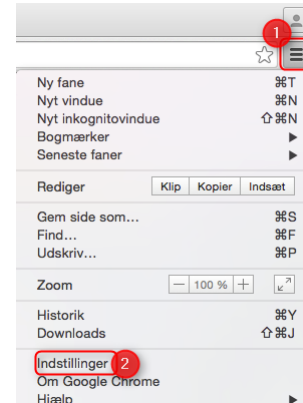 1
Ny fane ⌘T
Nyt vindue ⌘N
Nyt inkognitovindue ⇧⌘N
Bogmærker ▶
Seneste faner ▶
Rediger Klip Kopier Indsæt
Gem side som... ⌘S
Find... ⌘F
Udskriv... ⌘P
Zoom — 100 % +
Historik ⌘Y
Downloads ⇧⌘J
Indstillinger 2
Om Google Chrome
Hjælp ▶